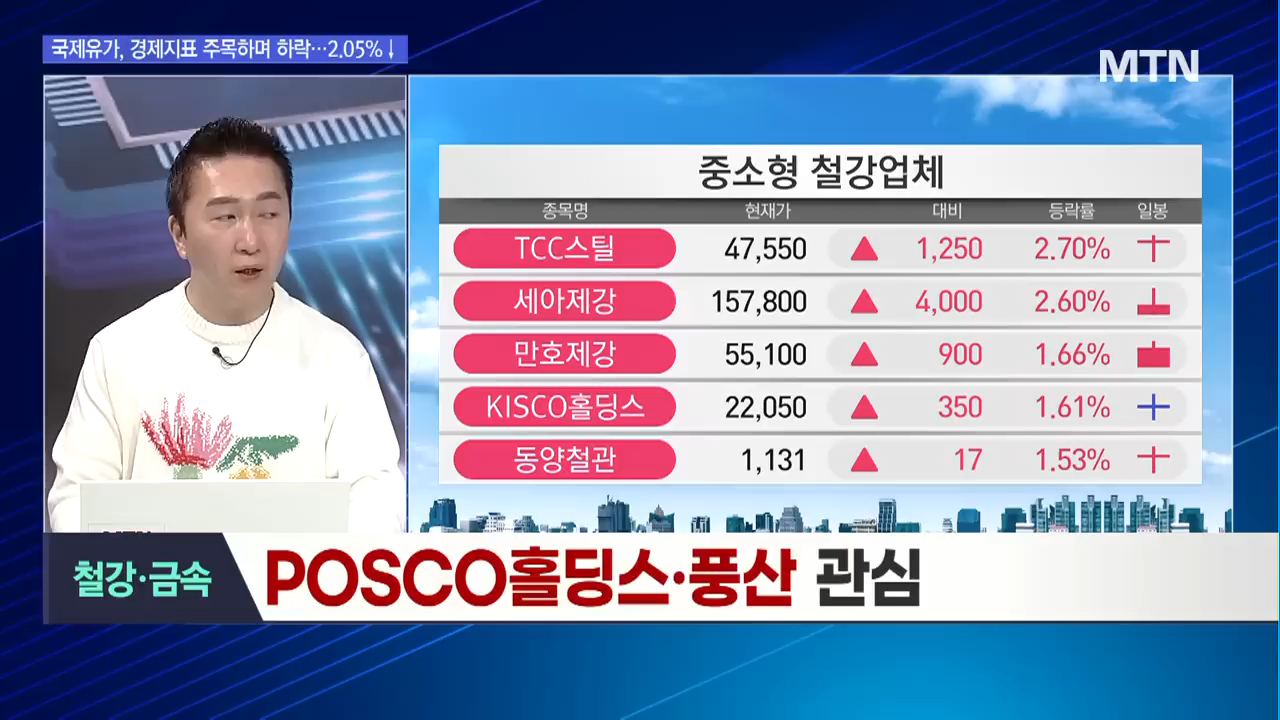 국제유가, 경제지표 주목하며 하락…2.05%↓
MTN
중소형 철강업체
종목명 현재가 대비 등락률 일봉
TCC스틸 47,550 ▲ 1,250 2.70%
세아제강 157,800 ▲ 4,000 2.60%
만호제강 55,100 ▲ 900 1.66%
KISCO홀딩스 22,050 ▲ 350 1.61%
동양철관 1,131 ▲ 17 1.53%
철강·금속
POSCO홀딩스·풍산 관심